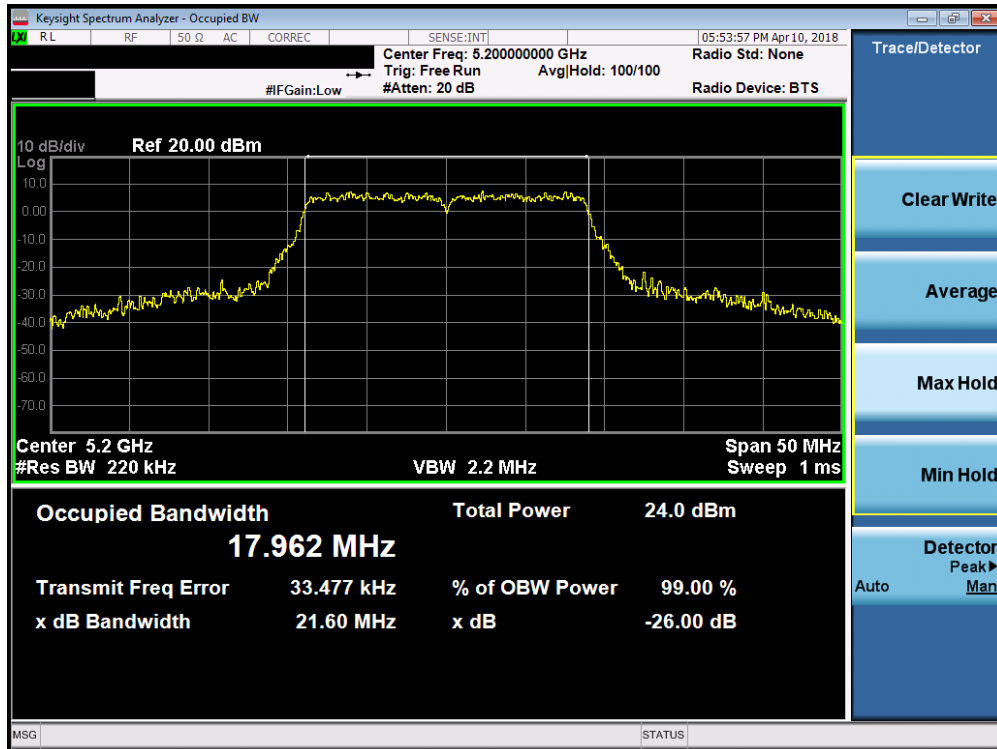 Keysight Spectrum Analyzer - Occupied BW
LXI RL RF 50 Ω AC CORREC SENSE:INT 05:53:57 PM Apr 10, 2018
Center Freq: 5.200000000 GHz Radio Std: None
Trig: Free Run Avg|Hold: 100/100
#IFGain:Low #Atten: 20 dB Radio Device: BTS
Trace/Detector
10 dB/div Ref 20.00 dBm
Log
10.0
0.00
-10.0
-20.0
-30.0
-40.0
-50.0
-60.0
-70.0
Center 5.2 GHz Span 50 MHz
#Res BW 220 kHz VBW 2.2 MHz Sweep 1 ms
Occupied Bandwidth Total Power 24.0 dBm
17.962 MHz
Transmit Freq Error 33.477 kHz % of OBW Power 99.00 %
x dB Bandwidth 21.60 MHz x dB -26.00 dB
Clear Write
Average
Max Hold
Min Hold
Detector
Peak▶
Auto Man
MSG STATUS